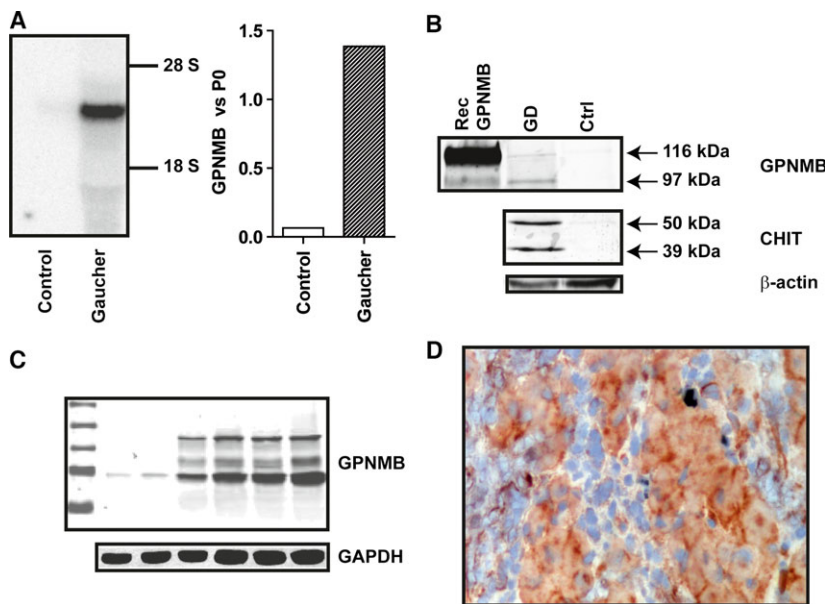 A
28 S
18 S
Control
Gaucher
GPNMB vs P0
1.5
1.0
0.5
0.0
Control
Gaucher
B
Rec
GPNMB
GD
Ctrl
116 kDa
97 kDa
GPNMB
50 kDa
39 kDa
CHIT
β-actin
C
GPNMB
GAPDH
D